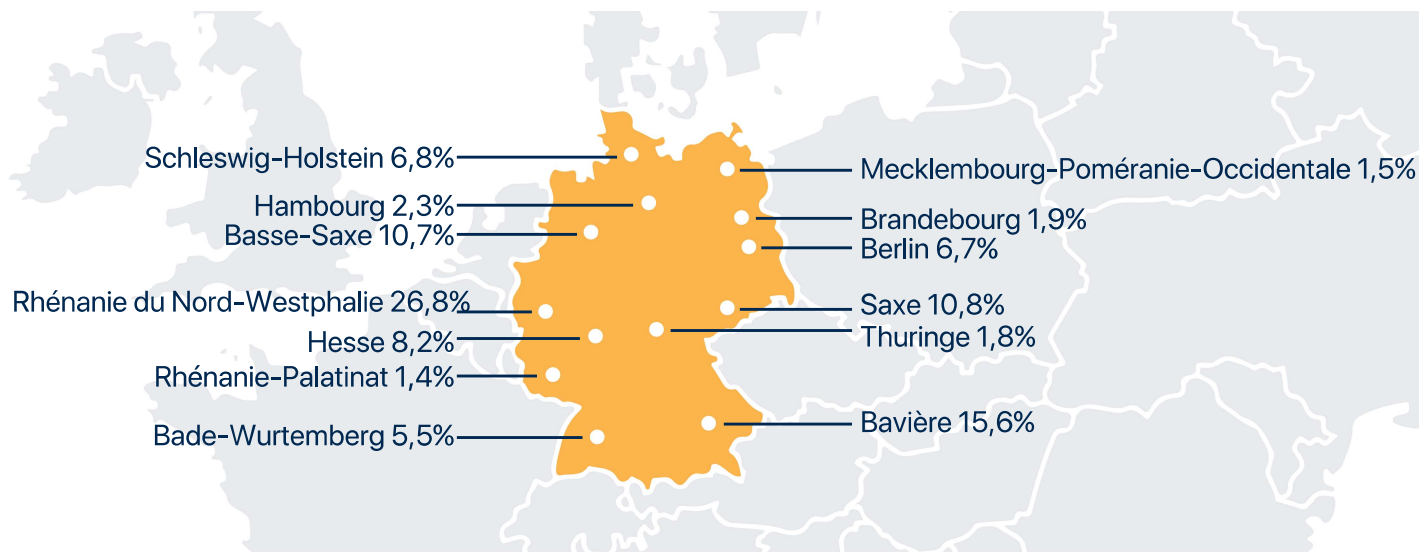 Schleswig-Holstein 6,8%
Hambourg 2,3%
Basse-Saxe 10,7%
Rhénanie du Nord-Westphalie 26,8%
Hesse 8,2%
Rhénanie-Palatinat 1,4%
Bade-Wurtemberg 5,5%
Mecklembourg-Poméranie-Occidentale 1,5%
Brandebourg 1,9%
Berlin 6,7%
Saxe 10,8%
Thuringe 1,8%
Bavière 15,6%